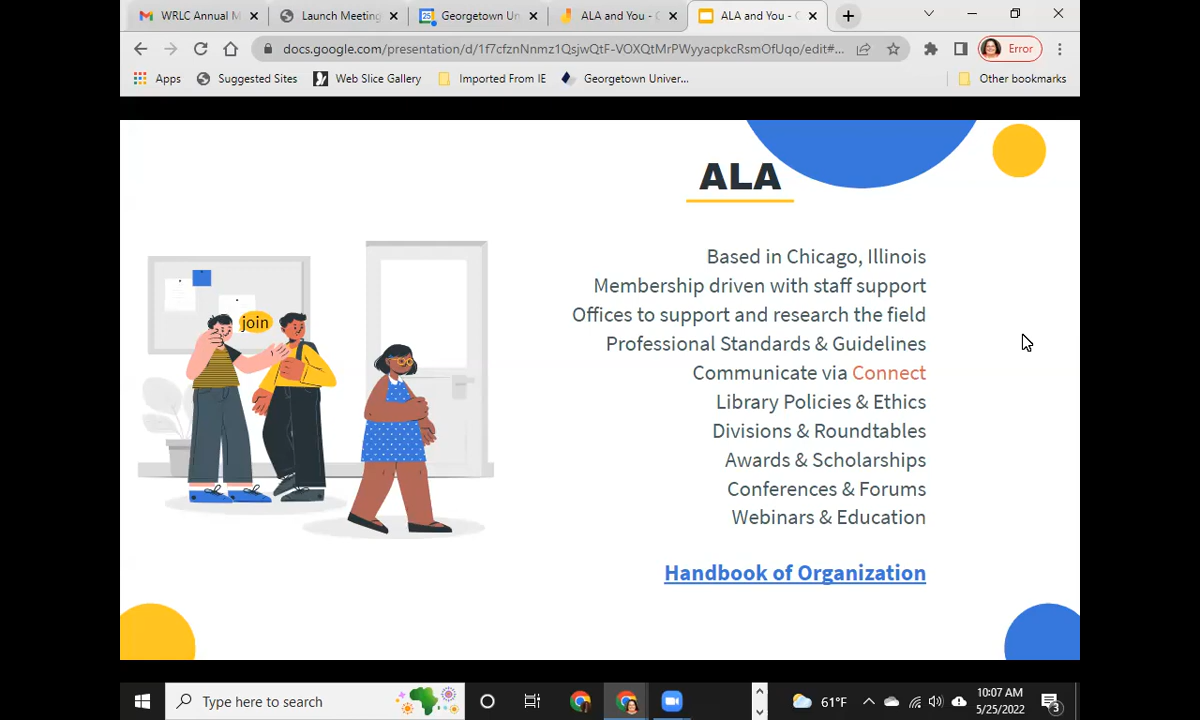 WRLC Annual M
Launch Meeting
25
Georgetown Un
ALA and You - G
ALA and You - G
docs.google.com/presentation/d/1f7cfznNnmz1QsjwQtF-VOXQtMrPWyyacpkcRsmOfUqo/edit#...
Error
Apps
Suggested Sites
Web Slice Gallery
Imported From IE
Georgetown Univer...
Other bookmarks
ALA
join
Based in Chicago, Illinois
Membership driven with staff support
Offices to support and research the field
Professional Standards & Guidelines
Communicate via Connect
Library Policies & Ethics
Divisions & Roundtables
Awards & Scholarships
Conferences & Forums
Webinars & Education
Handbook of Organization
Type here to search
61°F
10:07 AM
5/25/2022
3